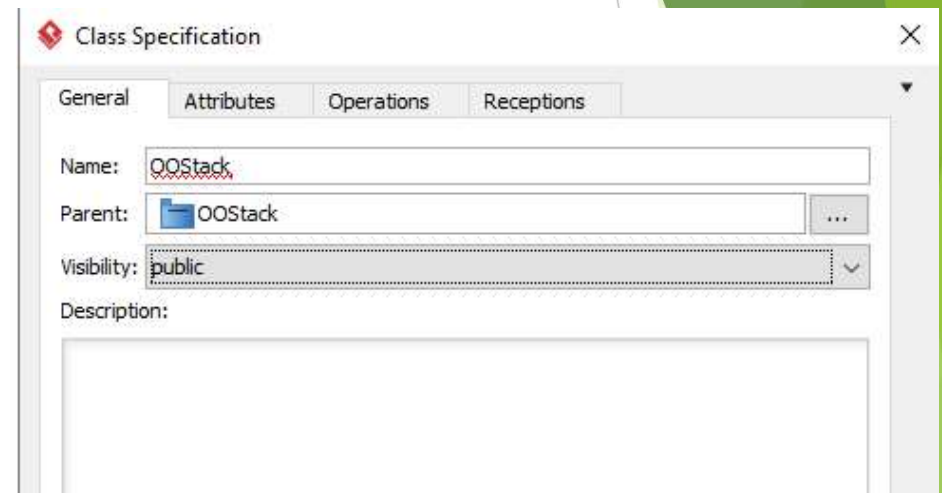 Class Specification
General Attributes Operations Receptions
Name: OOStack
Parent: OOStack ...
Visibility: public
Description: